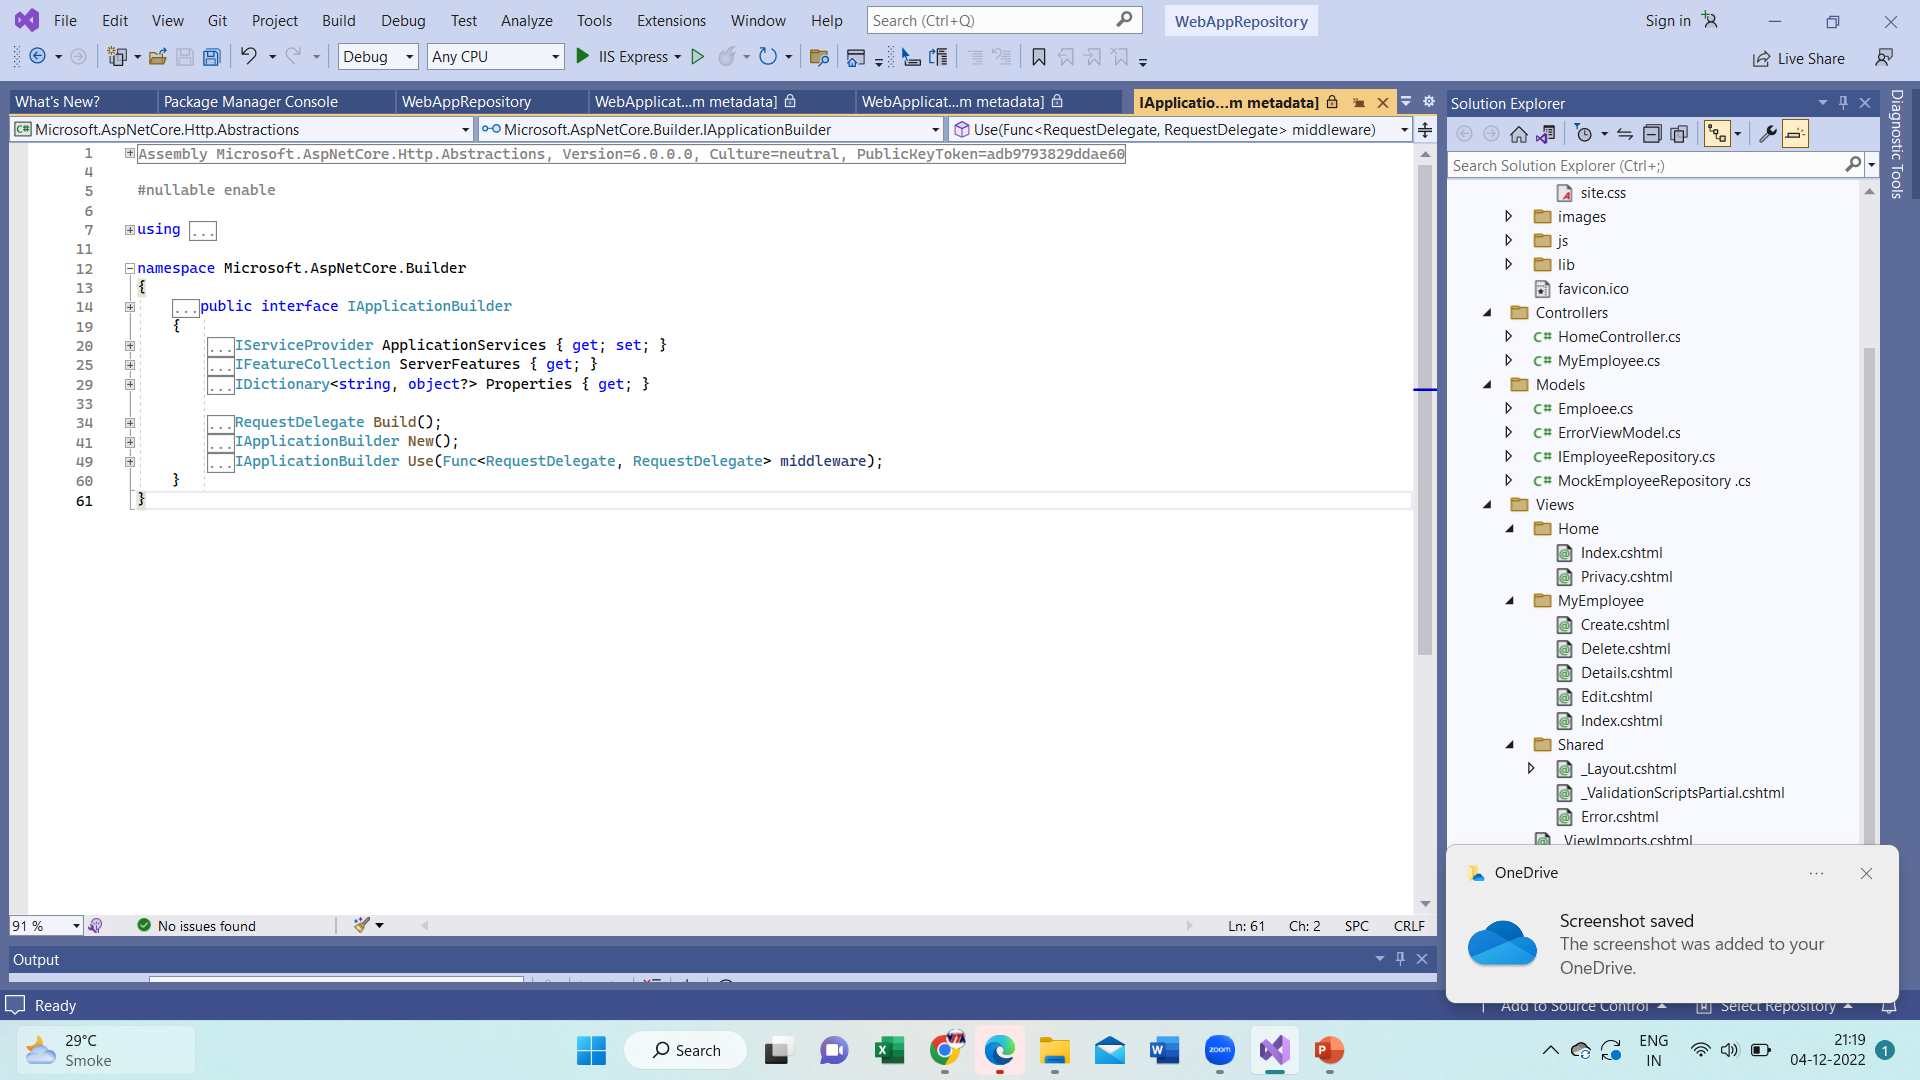 File Edit View Git Project Build Debug Test Analyze Tools Extensions Window Help Search (Ctrl+Q) WebAppRepository Sign in
Debug Any CPU IIS Express Live Share
What's New? Package Manager Console WebAppRepository WebApplicat...m metadata] WebApplicat...m metadata] IApplicatio...m metadata]
Microsoft.AspNetCore.Http.Abstractions Microsoft.AspNetCore.Builder.IApplicationBuilder Use(Func<RequestDelegate, RequestDelegate> middleware)
1 Assembly Microsoft.AspNetCore.Http.Abstractions, Version=6.0.0.0, Culture=neutral, PublicKeyToken=adb9793829ddae60
4
5 #nullable enable
6
7 using ...
11
12 namespace Microsoft.AspNetCore.Builder
13 {
14 ...public interface IApplicationBuilder
19 {
20 ...IServiceProvider ApplicationServices { get; set; }
25 ...IFeatureCollection ServerFeatures { get; }
29 ...IDictionary<string, object?> Properties { get; }
33
34 ...RequestDelegate Build();
41 ...IApplicationBuilder New();
49 ...IApplicationBuilder Use(Func<RequestDelegate, RequestDelegate> middleware);
60 }
61 }
91 % No issues found Ln: 61 Ch: 2 SPC CRLF
Output
Ready
Solution Explorer
Search Solution Explorer (Ctrl+;)
site.css
images
js
lib
favicon.ico
Controllers
C# HomeController.cs
C# MyEmployee.cs
Models
C# Emploee.cs
C# ErrorViewModel.cs
C# IEmployeeRepository.cs
C# MockEmployeeRepository .cs
Views
Home
Index.cshtml
Privacy.cshtml
MyEmployee
Create.cshtml
Delete.cshtml
Details.cshtml
Edit.cshtml
Index.cshtml
Shared
_Layout.cshtml
_ValidationScriptsPartial.cshtml
Error.cshtml
_ViewImports.cshtml
Diagnostic Tools
OneDrive
Screenshot saved
The screenshot was added to your
OneDrive.
Add to Source Control Select Repository
29°C
Smoke
Search
zoom
ENG
IN
21:19
04-12-2022
1